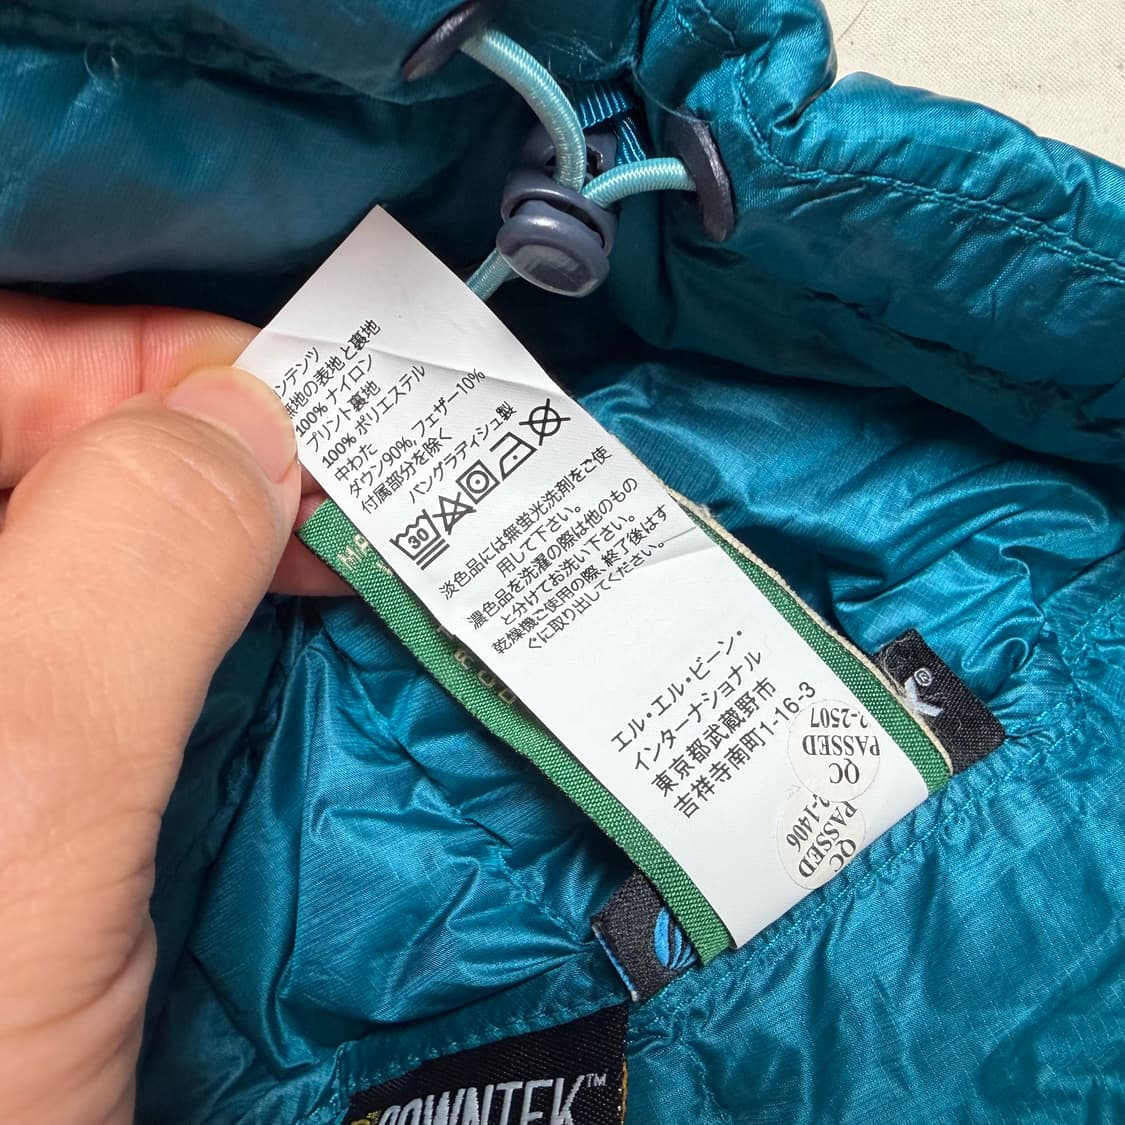 ンテンツ
無地の表地と裏地
100% ナイロン
プリント裏地
100% ポリエステル
中わた
ダウン90%, フェザー10%
付属部分を除く
バングラディシュ製
30
淡色品には無蛍光洗剤をご使
用して下さい。
濃色品を洗濯の際は他のもの
と分けてお洗い下さい。
乾燥機ご使用の際、終了後はす
ぐに取り出してください。
エル・エル・ビーン・
インターナショナル
東京都武蔵野市
吉祥寺南町1-16-3
QC
PASSED
2-2507
QC
PASSED
2-11406
DOWNTEK™